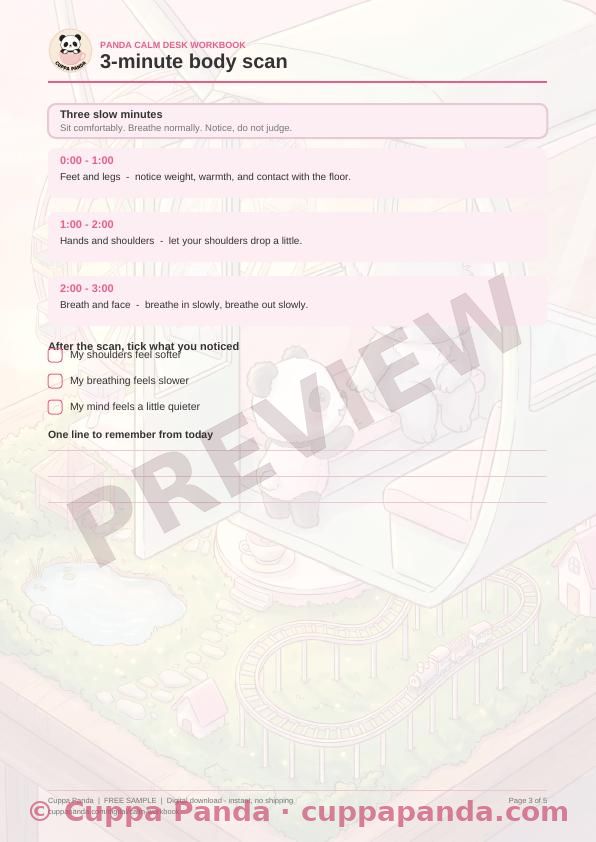 CUPPA PANDA
PANDA CALM DESK WORKBOOK
3-minute body scan
Three slow minutes
Sit comfortably. Breathe normally. Notice, do not judge.
0:00 - 1:00
Feet and legs - notice weight, warmth, and contact with the floor.
1:00 - 2:00
Hands and shoulders - let your shoulders drop a little.
2:00 - 3:00
Breath and face - breathe in slowly, breathe out slowly.
After the scan, tick what you noticed
My shoulders feel softer
My breathing feels slower
My mind feels a little quieter
One line to remember from today
PREVIEW
Cuppa Panda | FREE SAMPLE | Digital download - instant, no shipping
Page 3 of 5
© Cuppa Panda · cuppapanda.com